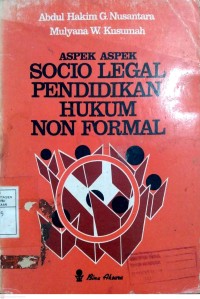 Abdul Hakim G. Nusantara
Mulyana W. Kusumah
ASPEK ASPEK
SOCIO LEGAL
PENDIDIKAN
HUKUM
NON FORMAL
Bina Aksara